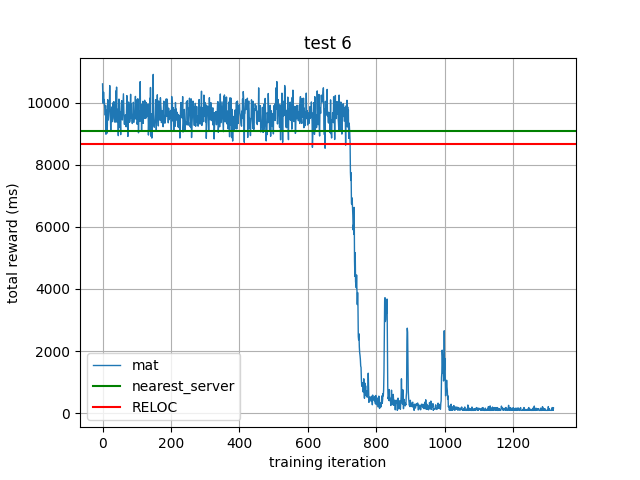 test 6
total reward (ms)
10000
8000
6000
4000
2000
0
mat
nearest_server
RELOC
0 200 400 600 800 1000 1200
training iteration